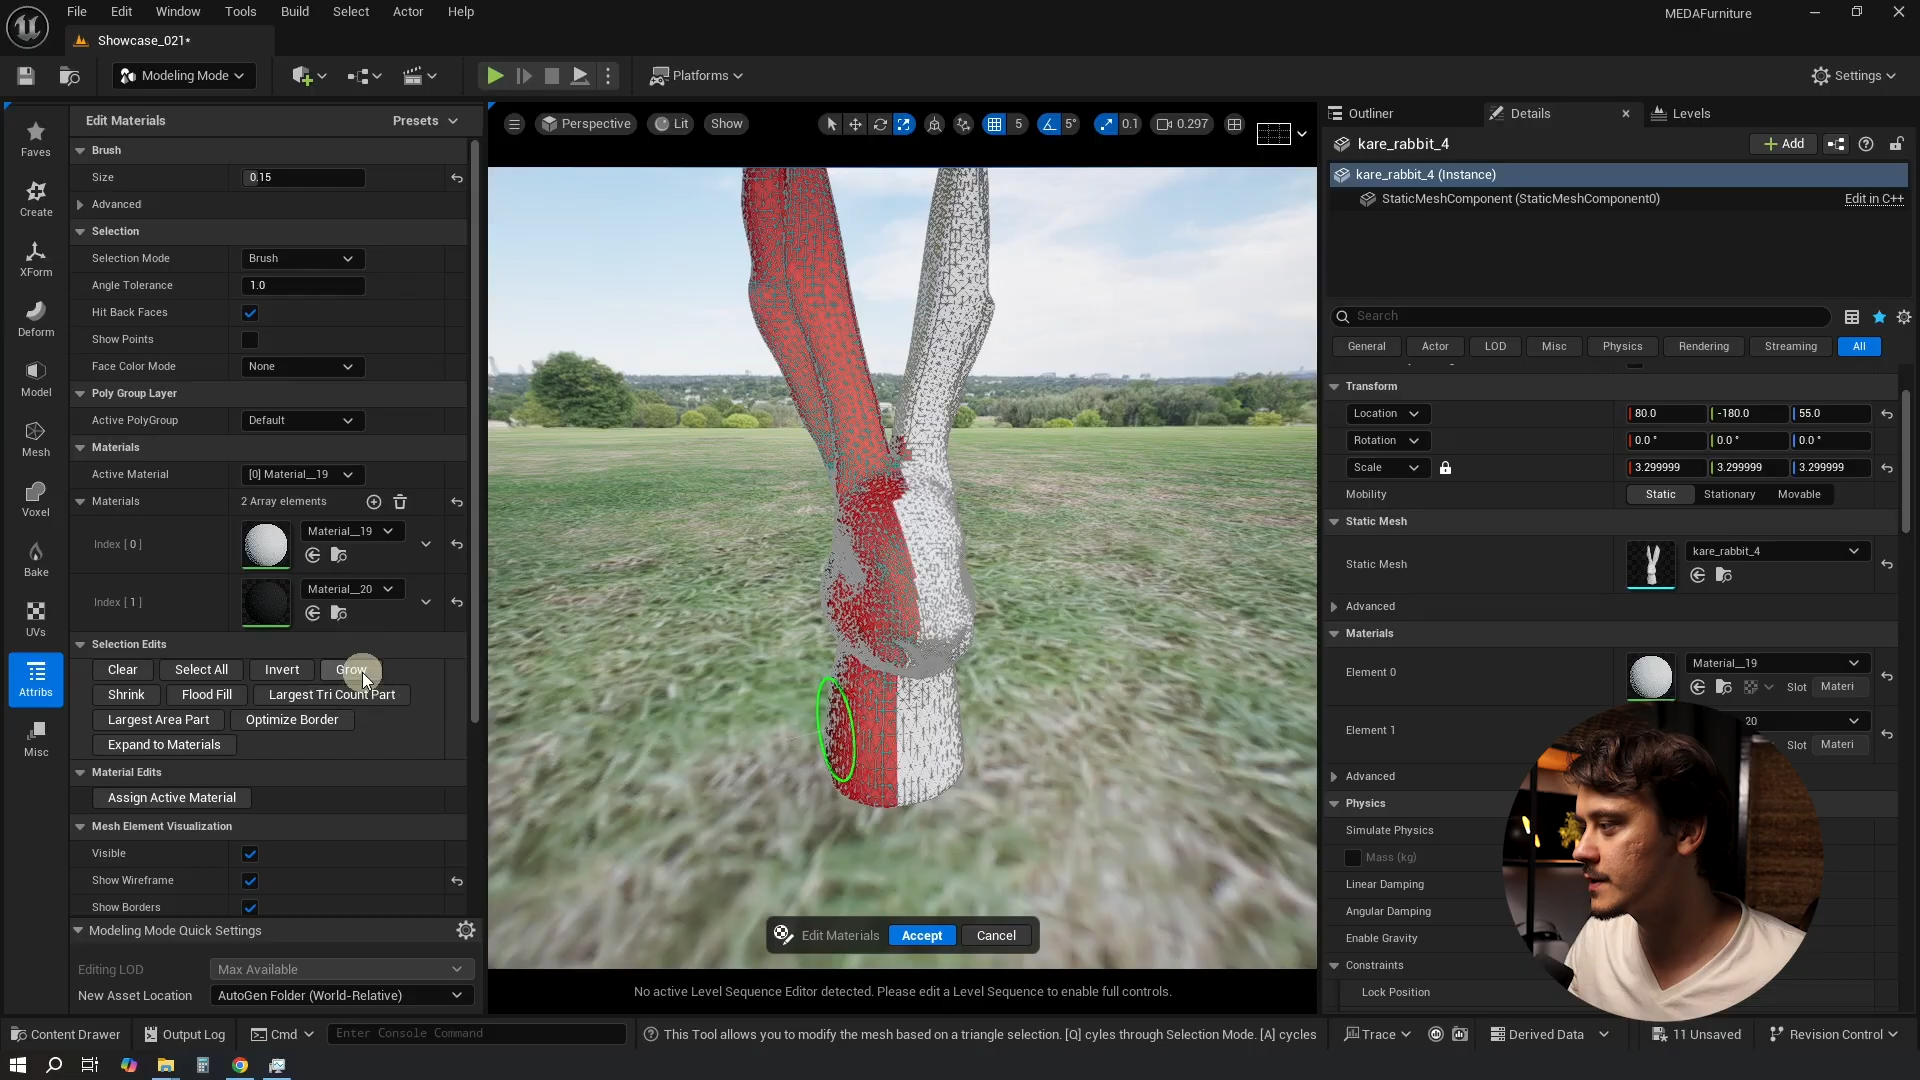 File Edit Window Tools Build Select Actor Help
MEDAFurniture
Showcase_021*
Modeling Mode
Platforms
Settings
Edit Materials
Presets
Brush
Size
0.15
Advanced
Selection
Selection Mode
Brush
Angle Tolerance
1.0
Hit Back Faces
Show Points
Face Color Mode
None
Poly Group Layer
Active PolyGroup
Default
Materials
Active Material
[0] Material__19
Materials
2 Array elements
Index [ 0 ]
Material__19
Index [ 1 ]
Material__20
Selection Edits
Clear Select All Invert Grow
Shrink Flood Fill Largest Tri Count Part
Largest Area Part Optimize Border
Expand to Materials
Material Edits
Assign Active Material
Mesh Element Visualization
Visible
Show Wireframe
Show Borders
Modeling Mode Quick Settings
Editing LOD
Max Available
New Asset Location
AutoGen Folder (World-Relative)
Faves
Create
XForm
Deform
Model
Mesh
Voxel
Bake
UVs
Attribs
Misc
Perspective Lit Show
5
5°
0.1
0.297
Edit Materials Accept Cancel
No active Level Sequence Editor detected. Please edit a Level Sequence to enable full controls.
Outliner
Details
Levels
kare_rabbit_4
Add
kare_rabbit_4 (Instance)
StaticMeshComponent (StaticMeshComponent0)
Edit in C++
Search
General Actor LOD Misc Physics Rendering Streaming All
Transform
Location
80.0 -180.0 55.0
Rotation
0.0 ° 0.0 ° 0.0 °
Scale
3.299999 3.299999 3.299999
Mobility
Static Stationary Movable
Static Mesh
Static Mesh
kare_rabbit_4
Advanced
Materials
Element 0
Material__19
Slot Materi
Element 1
20
Slot Materi
Advanced
Physics
Simulate Physics
Mass (kg)
Linear Damping
Angular Damping
Enable Gravity
Constraints
Lock Position
Content Drawer
Output Log
Cmd
Enter Console Command
This Tool allows you to modify the mesh based on a triangle selection. [Q] cyles through Selection Mode. [A] cycles
Trace
Derived Data
11 Unsaved
Revision Control